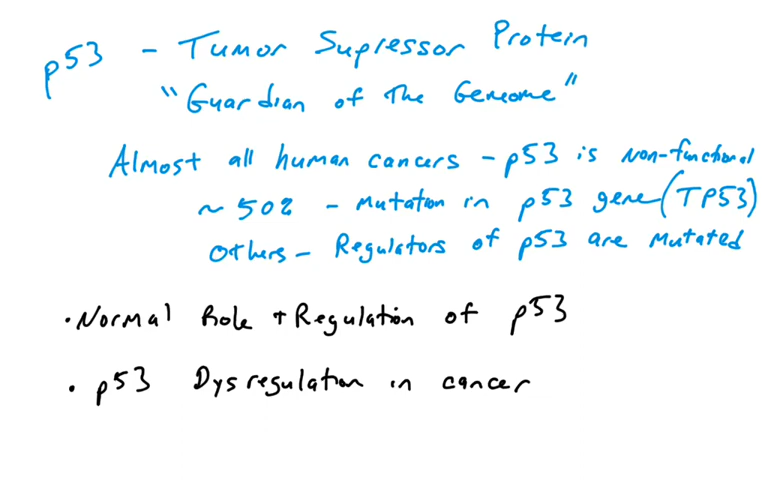 p53 - Tumor Supressor Protein
"Guardian of the Genome"
Almost all human cancers - p53 is non-functional
~ 50% - Mutation in p53 gene (TP53)
Others - Regulators of p53 are Mutated
• Normal Role + Regulation of p53
• p53 Dysregulation in cancer